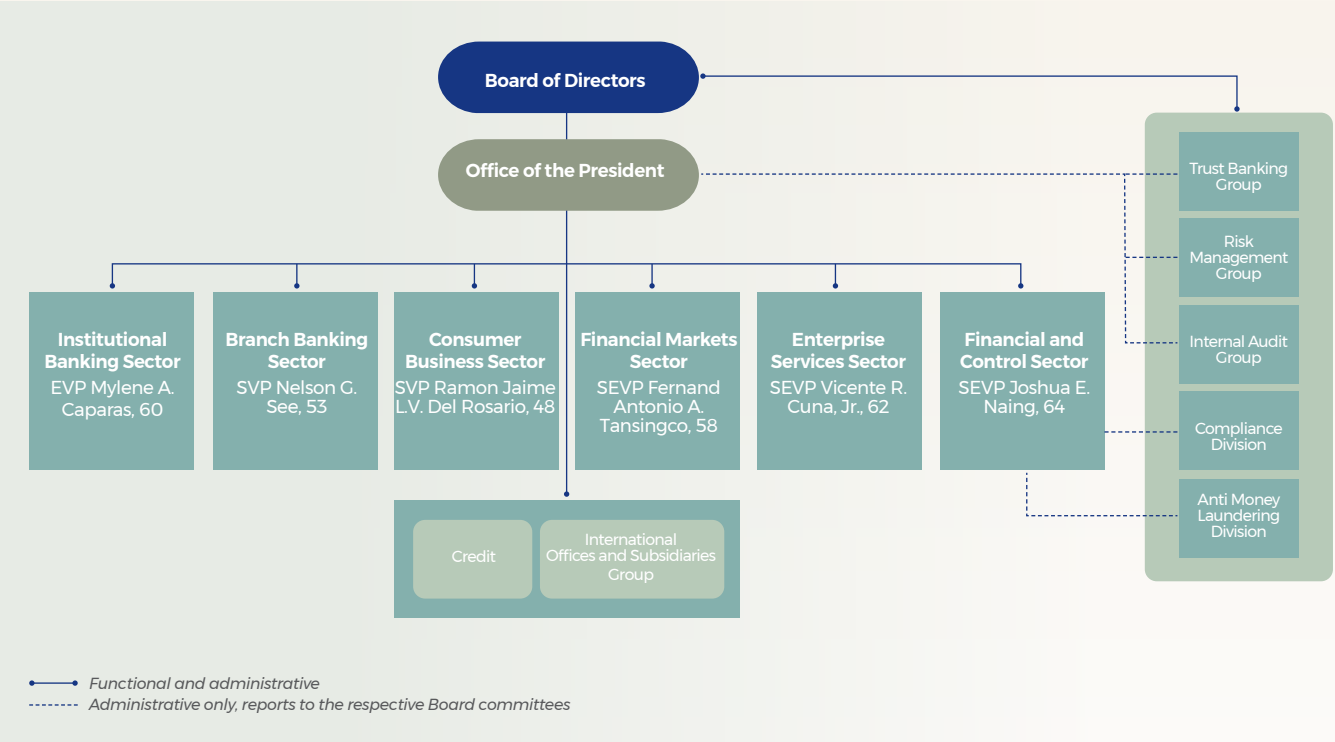 Board of Directors
Office of the President
Institutional
Banking Sector
EVP Mylene A.
Caparas, 60
Branch Banking
Sector
SVP Nelson G.
See, 53
Consumer
Business Sector
SVP Ramon Jaime
L.V. Del Rosario, 48
Financial Markets
Sector
SEVP Fernand
Antonio A.
Tansingco, 58
Enterprise
Services Sector
SEVP Vicente R.
Cuna, Jr., 62
Financial and
Control Sector
SEVP Joshua E.
Naing, 64
Trust Banking
Group
Risk
Management
Group
Internal Audit
Group
Compliance
Division
Anti Money
Laundering
Division
Credit
International
Offices and Subsidiaries
Group
Functional and administrative
Administrative only, reports to the respective Board committees